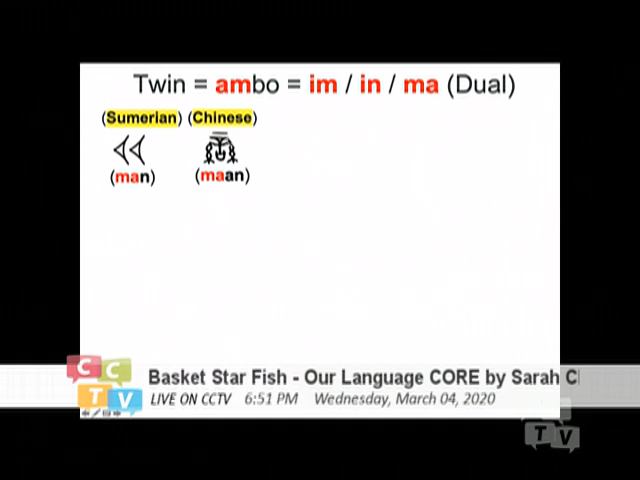 Twin = ambo = im / in / ma (Dual)
(Sumerian) (Chinese)
(man) (maan)
CC
TV
Basket Star Fish - Our Language CORE by Sarah C
LIVE ON CCTV 6:51 PM Wednesday, March 04, 2020
TV